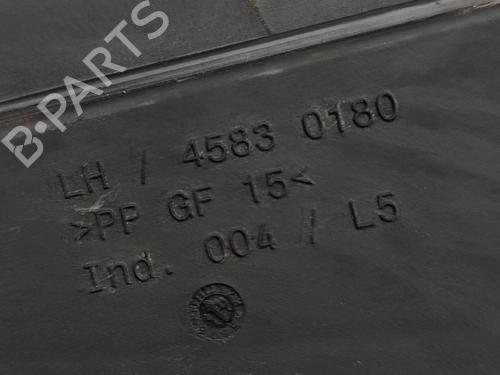 B-PARTS
LH / 4583 0180
>PP GF 15<
Ind. 004 / L5